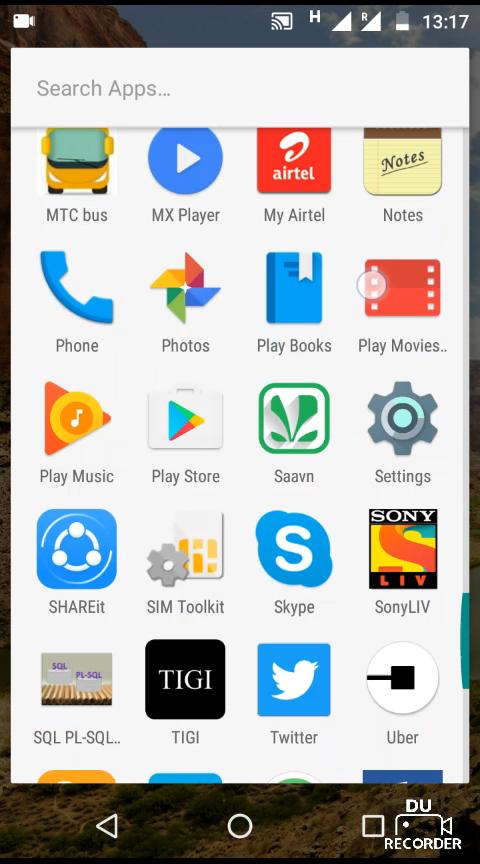 H R 13:17
Search Apps…
airtel
Notes
MTC bus MX Player My Airtel Notes
Phone Photos Play Books Play Movies..
Play Music Play Store Saavn Settings
SONY
S
LIV
SHAREit SIM Toolkit Skype SonyLIV
SQL
PL-SQL
TIGI
SQL PL-SQL.. TIGI Twitter Uber
DU
RECORDER